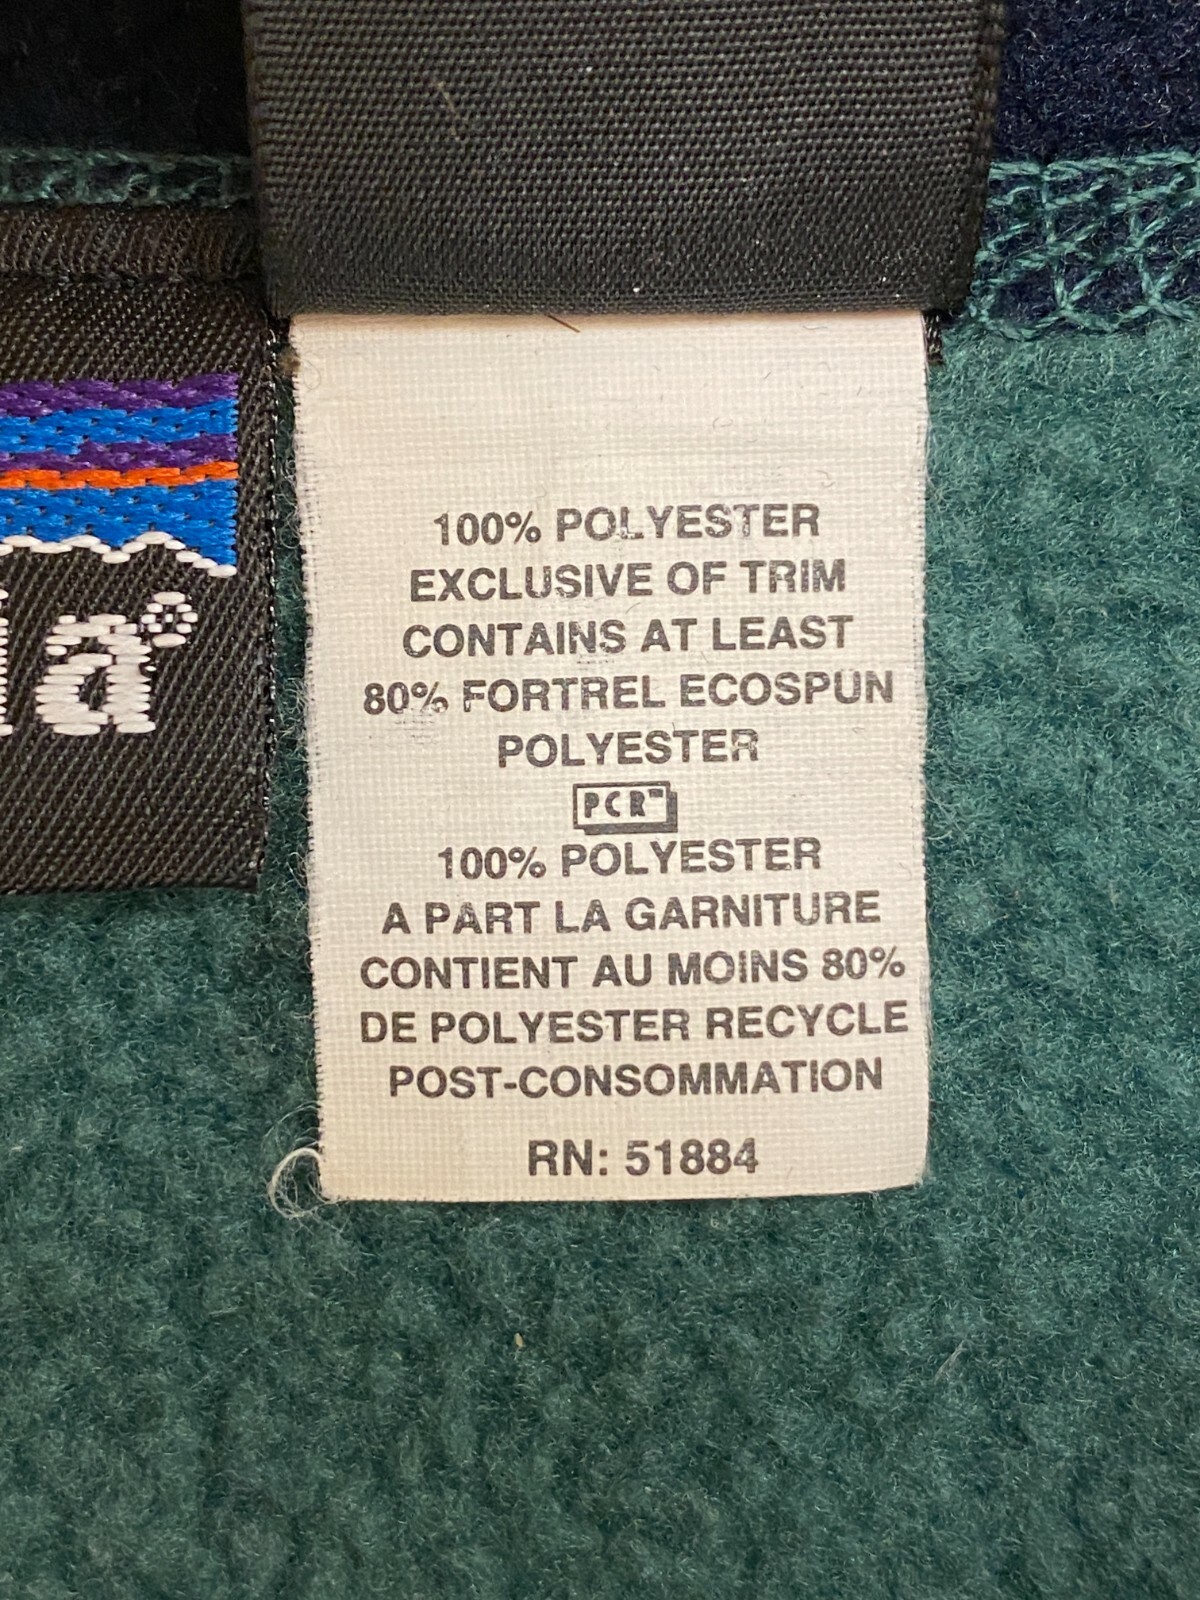 100% POLYESTER
EXCLUSIVE OF TRIM
CONTAINS AT LEAST
80% FORTREL ECOSPUN
POLYESTER
PCR™
100% POLYESTER
A PART LA GARNITURE
CONTIENT AU MOINS 80%
DE POLYESTER RECYCLE
POST-CONSOMMATION
RN: 51884